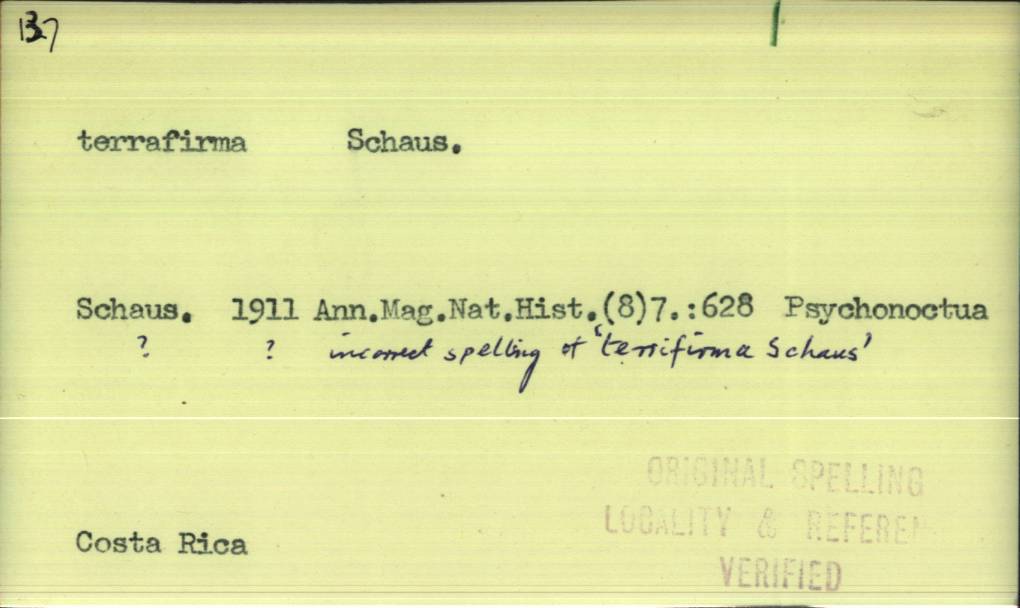 137
terrafirma Schaus.
Schaus. 1911 Ann.Mag.Nat.Hist.(8)7.:628 Psychonoctua
? ? incorrect spelling of 'terrifirma Schaus'
ORIGINAL SPELLING
LOCALITY & REFEREN
VERIFIED
Costa Rica